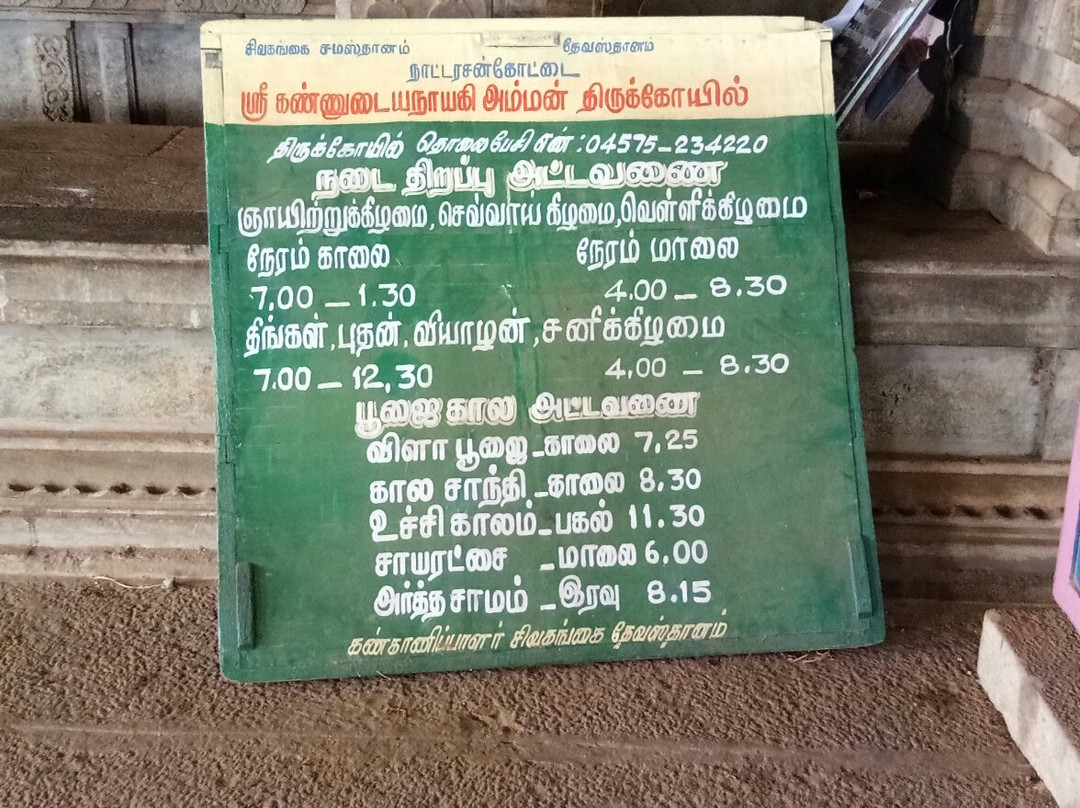 சிவகங்கை சமஸ்தானம் தேவஸ்தானம்
நாட்டரசன்கோட்டை
ஸ்ரீ கண்ணுடையநாயகி அம்மன் திருக்கோயில்
திருக்கோயில் தொலைபேசி எண் : 04575-234220
நடை திறப்பு அட்டவணை
ஞாயிற்றுக்கிழமை, செவ்வாய் கிழமை, வெள்ளிக்கிழமை
நேரம் காலை நேரம் மாலை
7.00 - 1.30 4.00 - 8.30
திங்கள், புதன், வியாழன், சனிக்கிழமை
7.00 - 12.30 4.00 - 8.30
பூஜை கால அட்டவணை
விளா பூஜை - காலை 7.25
கால சாந்தி - காலை 8.30
உச்சி காலம் - பகல் 11.30
சாயரட்சை - மாலை 6.00
அர்த்த சாமம் - இரவு 8.15
கண்காணிப்பாளர் சிவகங்கை தேவஸ்தானம்